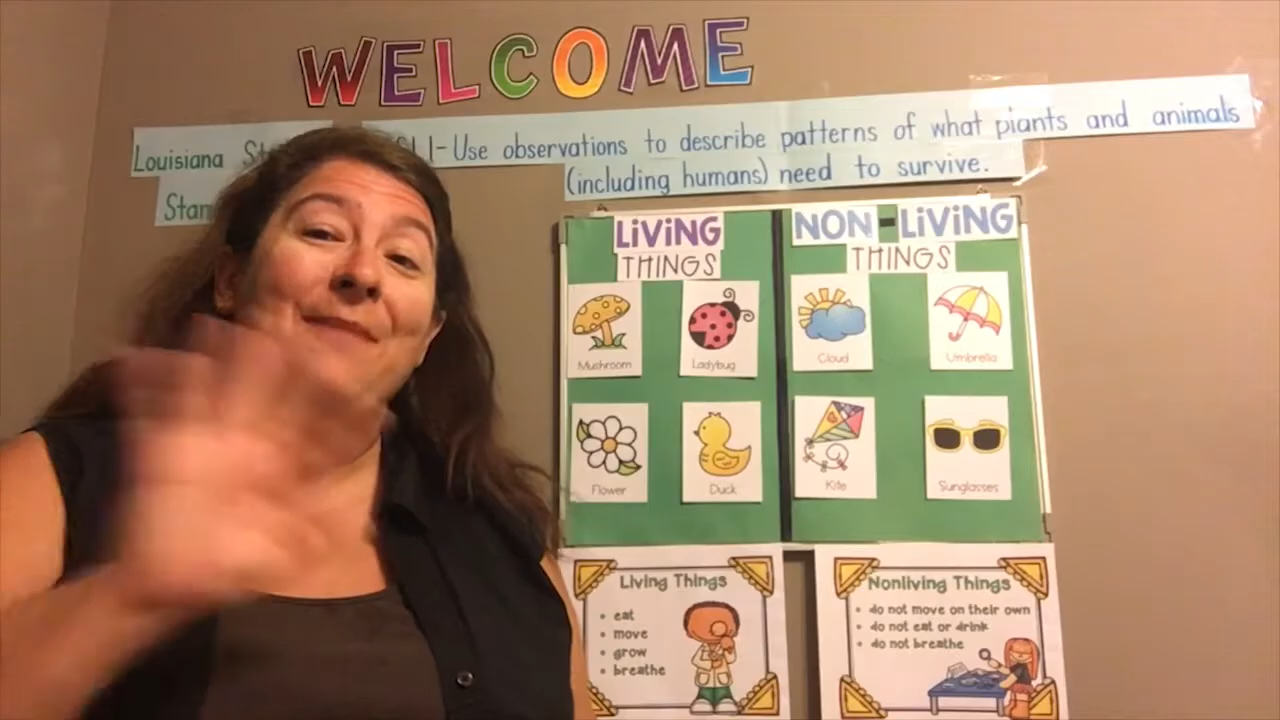 WELCOME
Louisiana
1-Use observations to describe patterns of what plants and animals
(including humans) need to survive.
LiViNG
THINGS
Mushroom
Ladybug
Flower
Duck
NON-LiViNG
THINGS
Cloud
Umbrella
Kite
Sunglasses
Living Things
• eat
• move
• grow
• breathe
Nonliving Things
• do not move on their own
• do not eat or drink
• do not breathe